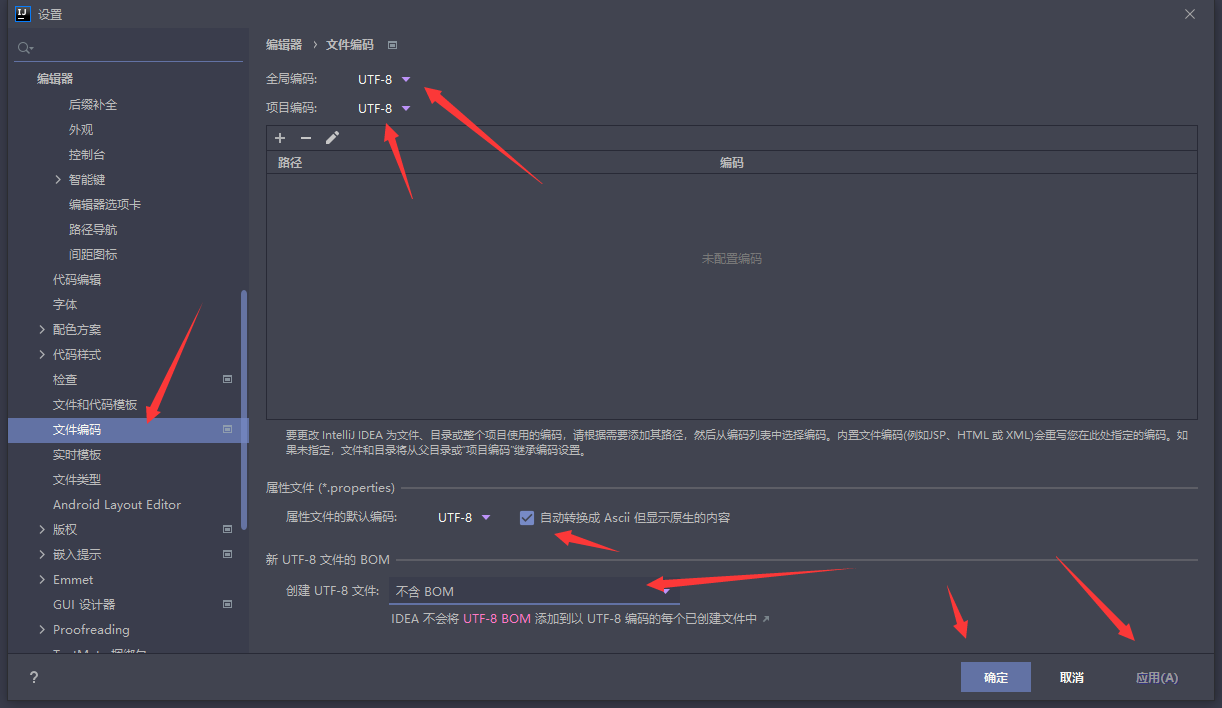 设置
编辑器
后缀补全
外观
控制台
智能键
编辑器选项卡
路径导航
间距图标
代码编辑
字体
配色方案
代码样式
检查
文件和代码模板
文件编码
实时模板
文件类型
Android Layout Editor
版权
嵌入提示
Emmet
GUI 设计器
Proofreading
TextMate 捆绑包
编辑器 › 文件编码
全局编码: UTF-8
项目编码: UTF-8
路径 编码
未配置编码
要更改 IntelliJ IDEA 为文件、目录或整个项目使用的编码，请根据需要添加其路径，然后从编码列表中选择编码。内置文件编码(例如JSP、HTML 或 XML)会重写您在此处指定的编码。如
果未指定，文件和目录将从父目录或"项目编码"继承编码设置。
属性文件 (*.properties)
属性文件的默认编码: UTF-8 自动转换成 Ascii 但显示原生的内容
新 UTF-8 文件的 BOM
创建 UTF-8 文件: 不含 BOM
IDEA 不会将 UTF-8 BOM 添加到以 UTF-8 编码的每个已创建文件中 ↗
? 确定 取消 应用(A)